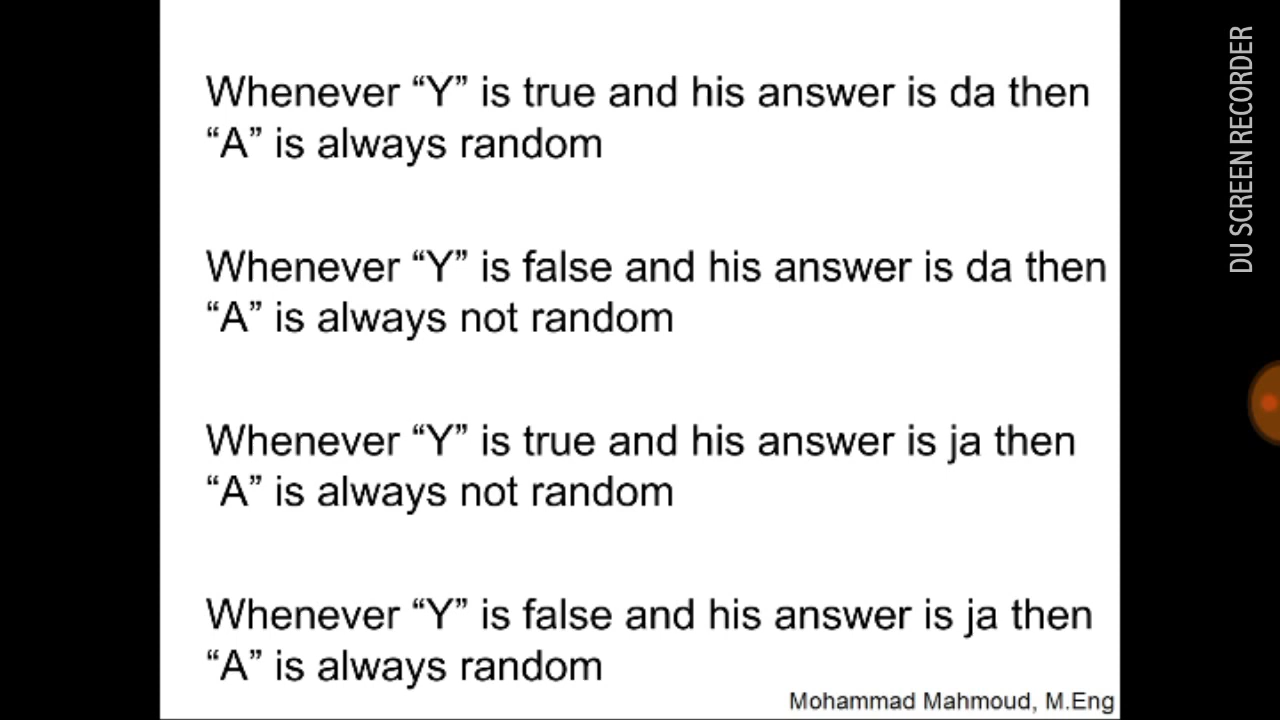 Whenever “Y” is true and his answer is da then
“A” is always random
Whenever “Y” is false and his answer is da then
“A” is always not random
Whenever “Y” is true and his answer is ja then
“A” is always not random
Whenever “Y” is false and his answer is ja then
“A” is always random
Mohammad Mahmoud, M.Eng
DU SCREEN RECORDER